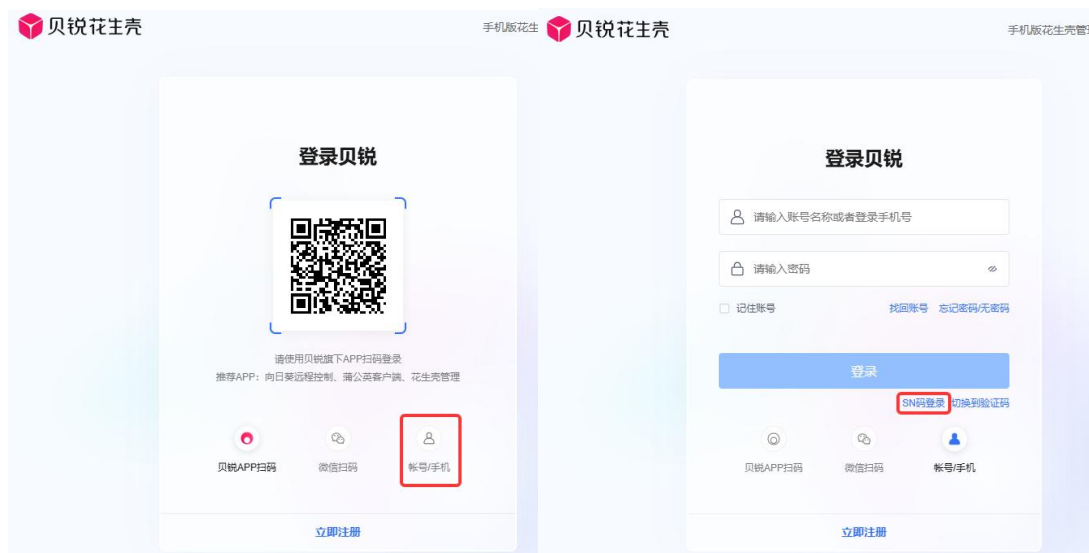 贝锐花生壳
手机版花生
登录贝锐
请使用贝锐旗下APP扫码登录
推荐APP：向日葵远程控制、蒲公英客户端、花生壳管理
贝锐APP扫码
微信扫码
帐号/手机
立即注册
贝锐花生壳
手机版花生壳管理
登录贝锐
请输入账号名称或者登录手机号
请输入密码
记住账号
找回账号 忘记密码/无密码
登录
SN码登录 切换到验证码
贝锐APP扫码
微信扫码
帐号/手机
立即注册